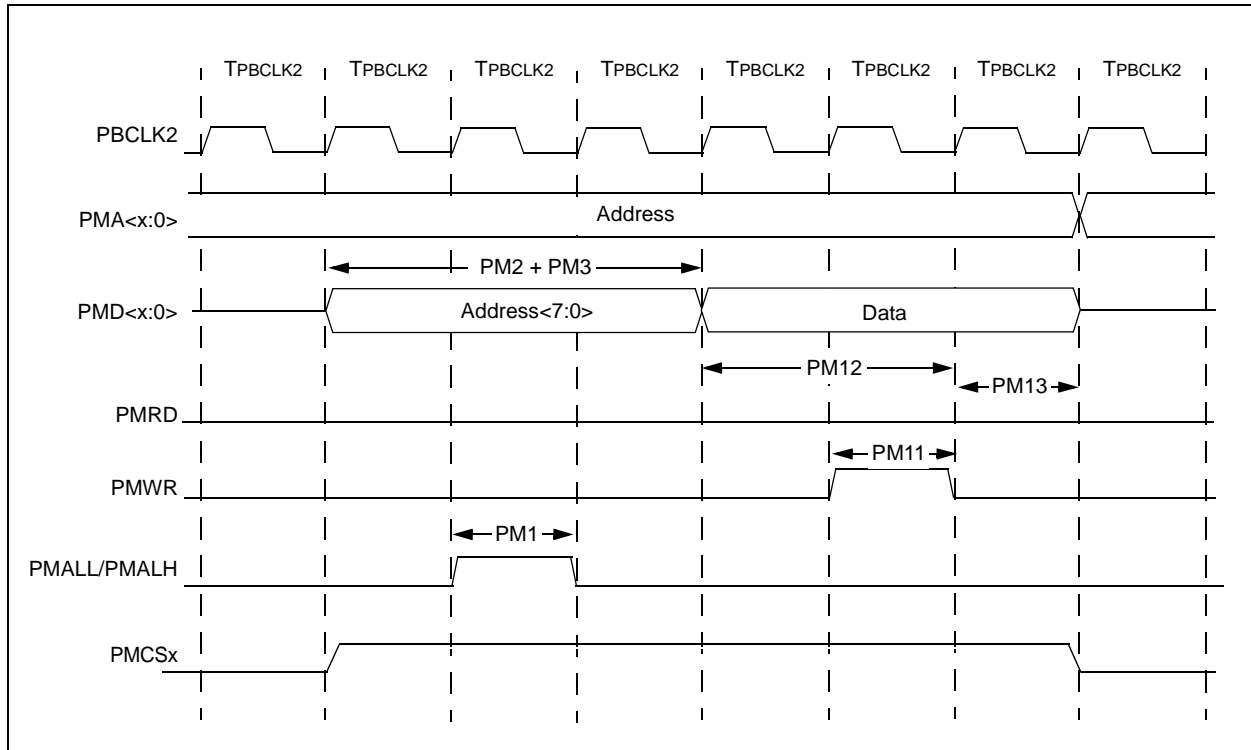 TPBCLK2 TPBCLK2 TPBCLK2 TPBCLK2 TPBCLK2 TPBCLK2 TPBCLK2 TPBCLK2
PBCLK2
PMA<x:0> Address
PM2 + PM3
PMD<x:0> Address<7:0> Data
PM12
PMRD PM13
PM11
PMWR
PM1
PMALL/PMALH
PMCSx